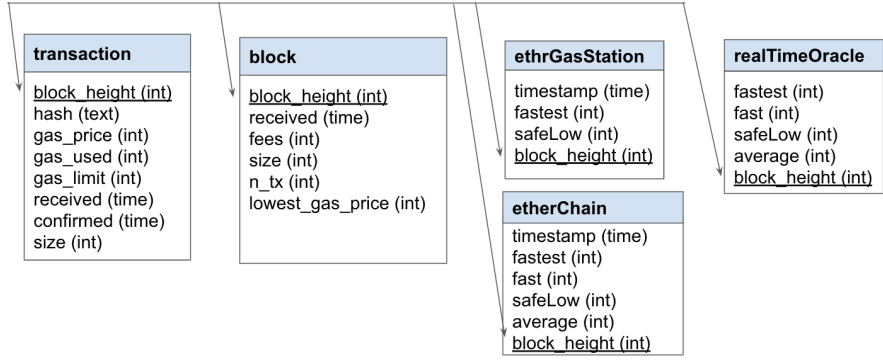 transaction
block_height (int)
hash (text)
gas_price (int)
gas_used (int)
gas_limit (int)
received (time)
confirmed (time)
size (int)
block
block_height (int)
received (time)
fees (int)
size (int)
n_tx (int)
lowest_gas_price (int)
ethrGasStation
timestamp (time)
fastest (int)
safeLow (int)
block_height (int)
etherChain
timestamp (time)
fastest (int)
fast (int)
safeLow (int)
average (int)
block_height (int)
realTimeOracle
fastest (int)
fast (int)
safeLow (int)
average (int)
block_height (int)